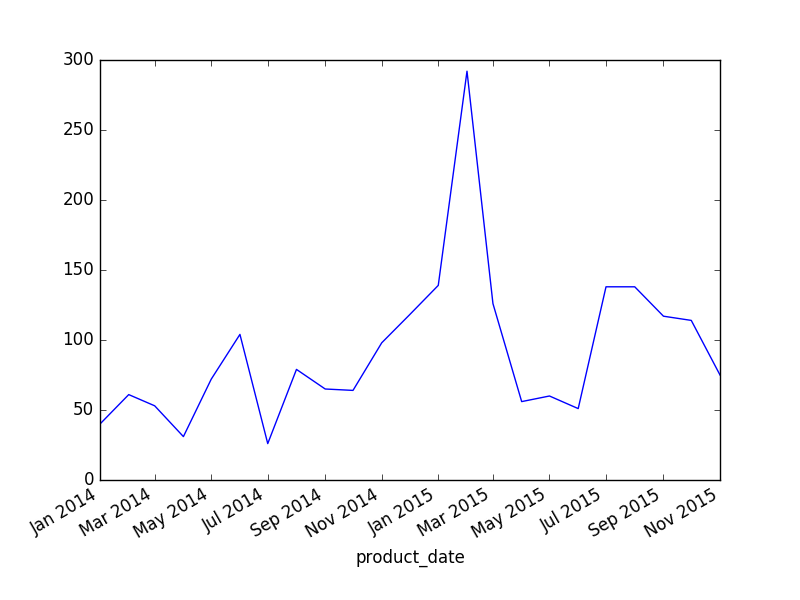 300
250
200
150
100
50
0
Jan 2014
Mar 2014
May 2014
Jul 2014
Sep 2014
Nov 2014
Jan 2015
Mar 2015
May 2015
Jul 2015
Sep 2015
Nov 2015
product_date